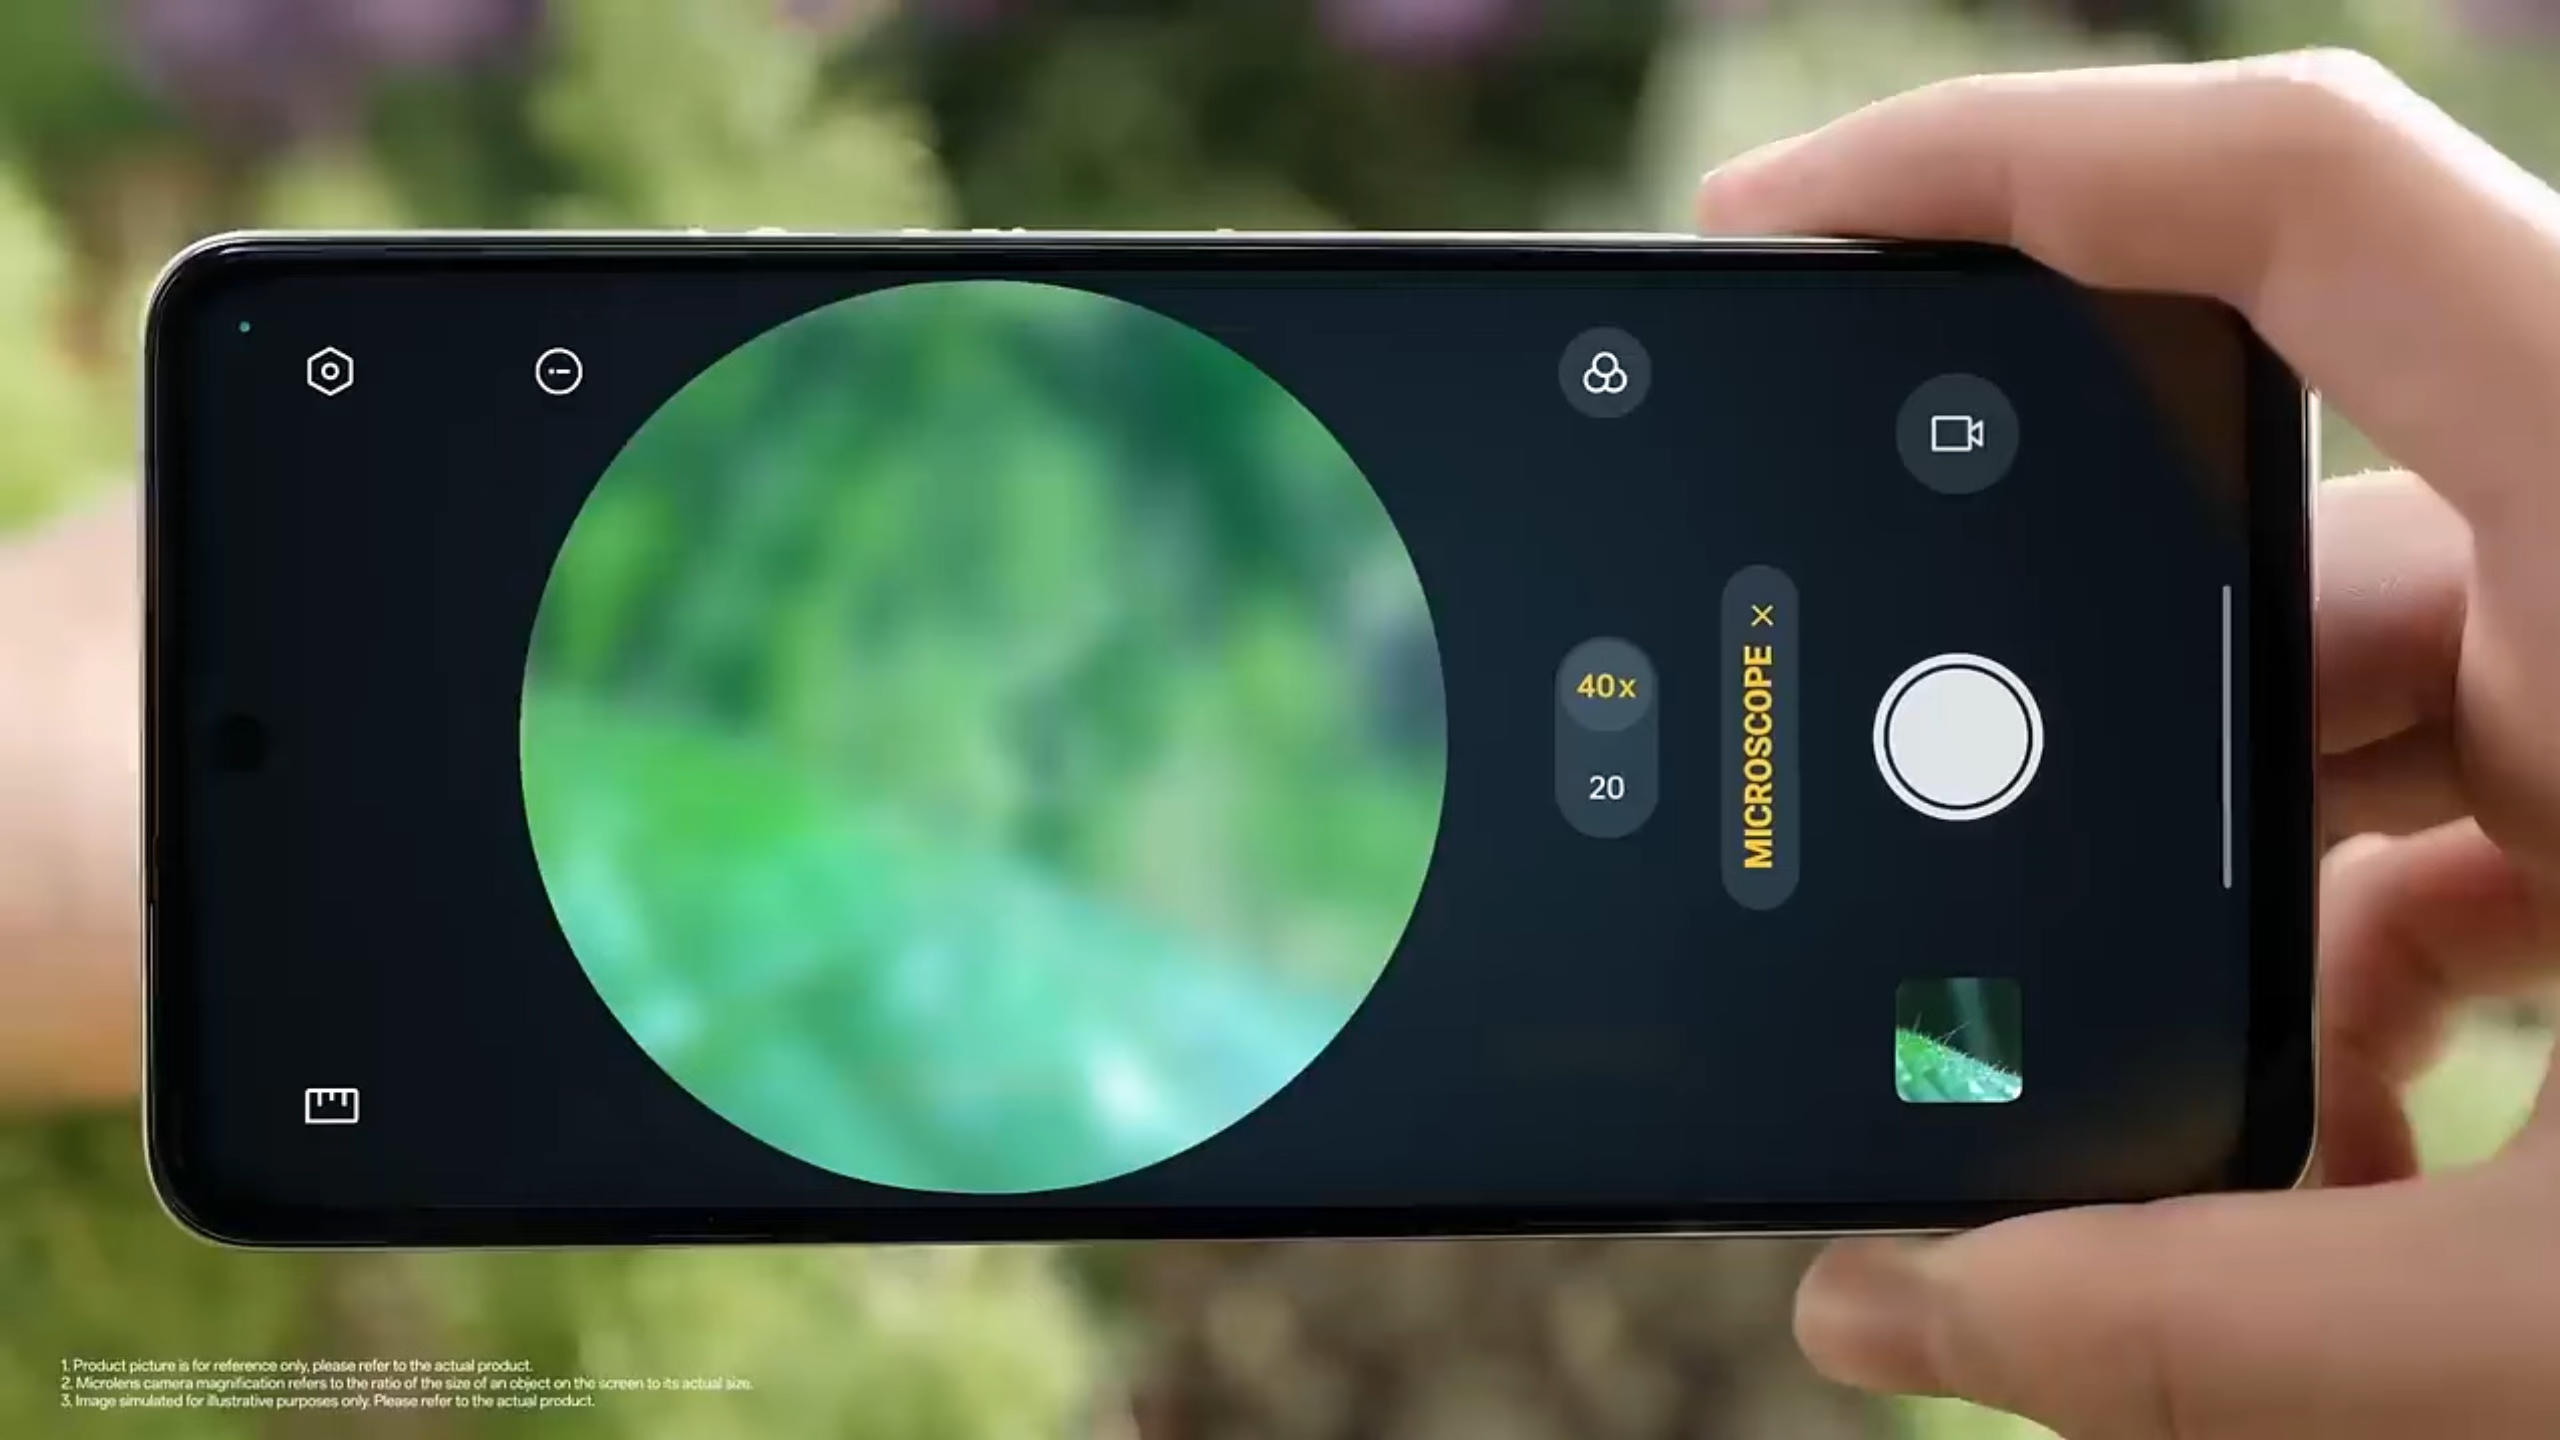 40x
20
MICROSCOPE ×
1. Product picture is for reference only, please refer to the actual product.
2. Microlens camera magnification refers to the ratio of the size of an object on the screen to its actual size.
3. Image simulated for illustrative purposes only. Please refer to the actual product.